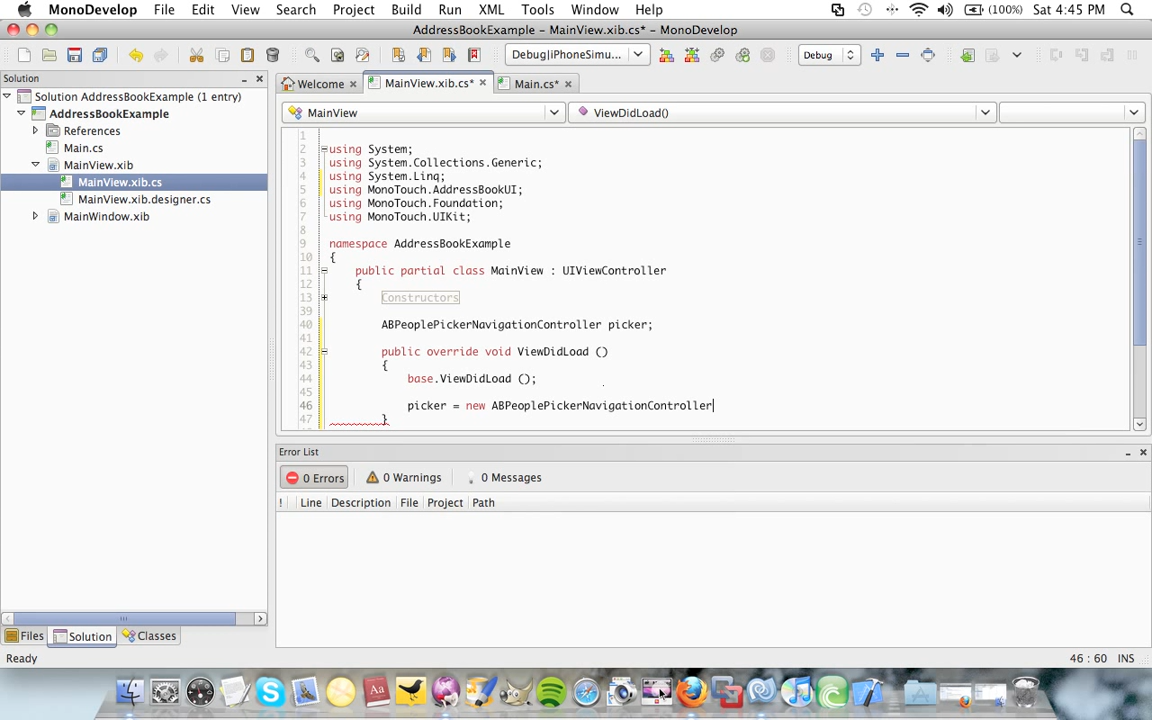 MonoDevelop File Edit View Search Project Build Run XML Tools Window Help (100%) Sat 4:45 PM
AddressBookExample – MainView.xib.cs* – MonoDevelop
Debug|iPhoneSimu... Debug
Solution
Solution AddressBookExample (1 entry)
AddressBookExample
References
Main.cs
MainView.xib
MainView.xib.cs
MainView.xib.designer.cs
MainWindow.xib
Files Solution Classes
Welcome MainView.xib.cs* Main.cs*
MainView ViewDidLoad()
1
2 using System;
3 using System.Collections.Generic;
4 using System.Linq;
5 using MonoTouch.AddressBookUI;
6 using MonoTouch.Foundation;
7 using MonoTouch.UIKit;
8
9 namespace AddressBookExample
10 {
11 public partial class MainView : UIViewController
12 {
13 Constructors
39
40 ABPeoplePickerNavigationController picker;
41
42 public override void ViewDidLoad ()
43 {
44 base.ViewDidLoad ();
45
46 picker = new ABPeoplePickerNavigationController
47 }
Error List
0 Errors 0 Warnings 0 Messages
! Line Description File Project Path
Ready 46 : 60 INS